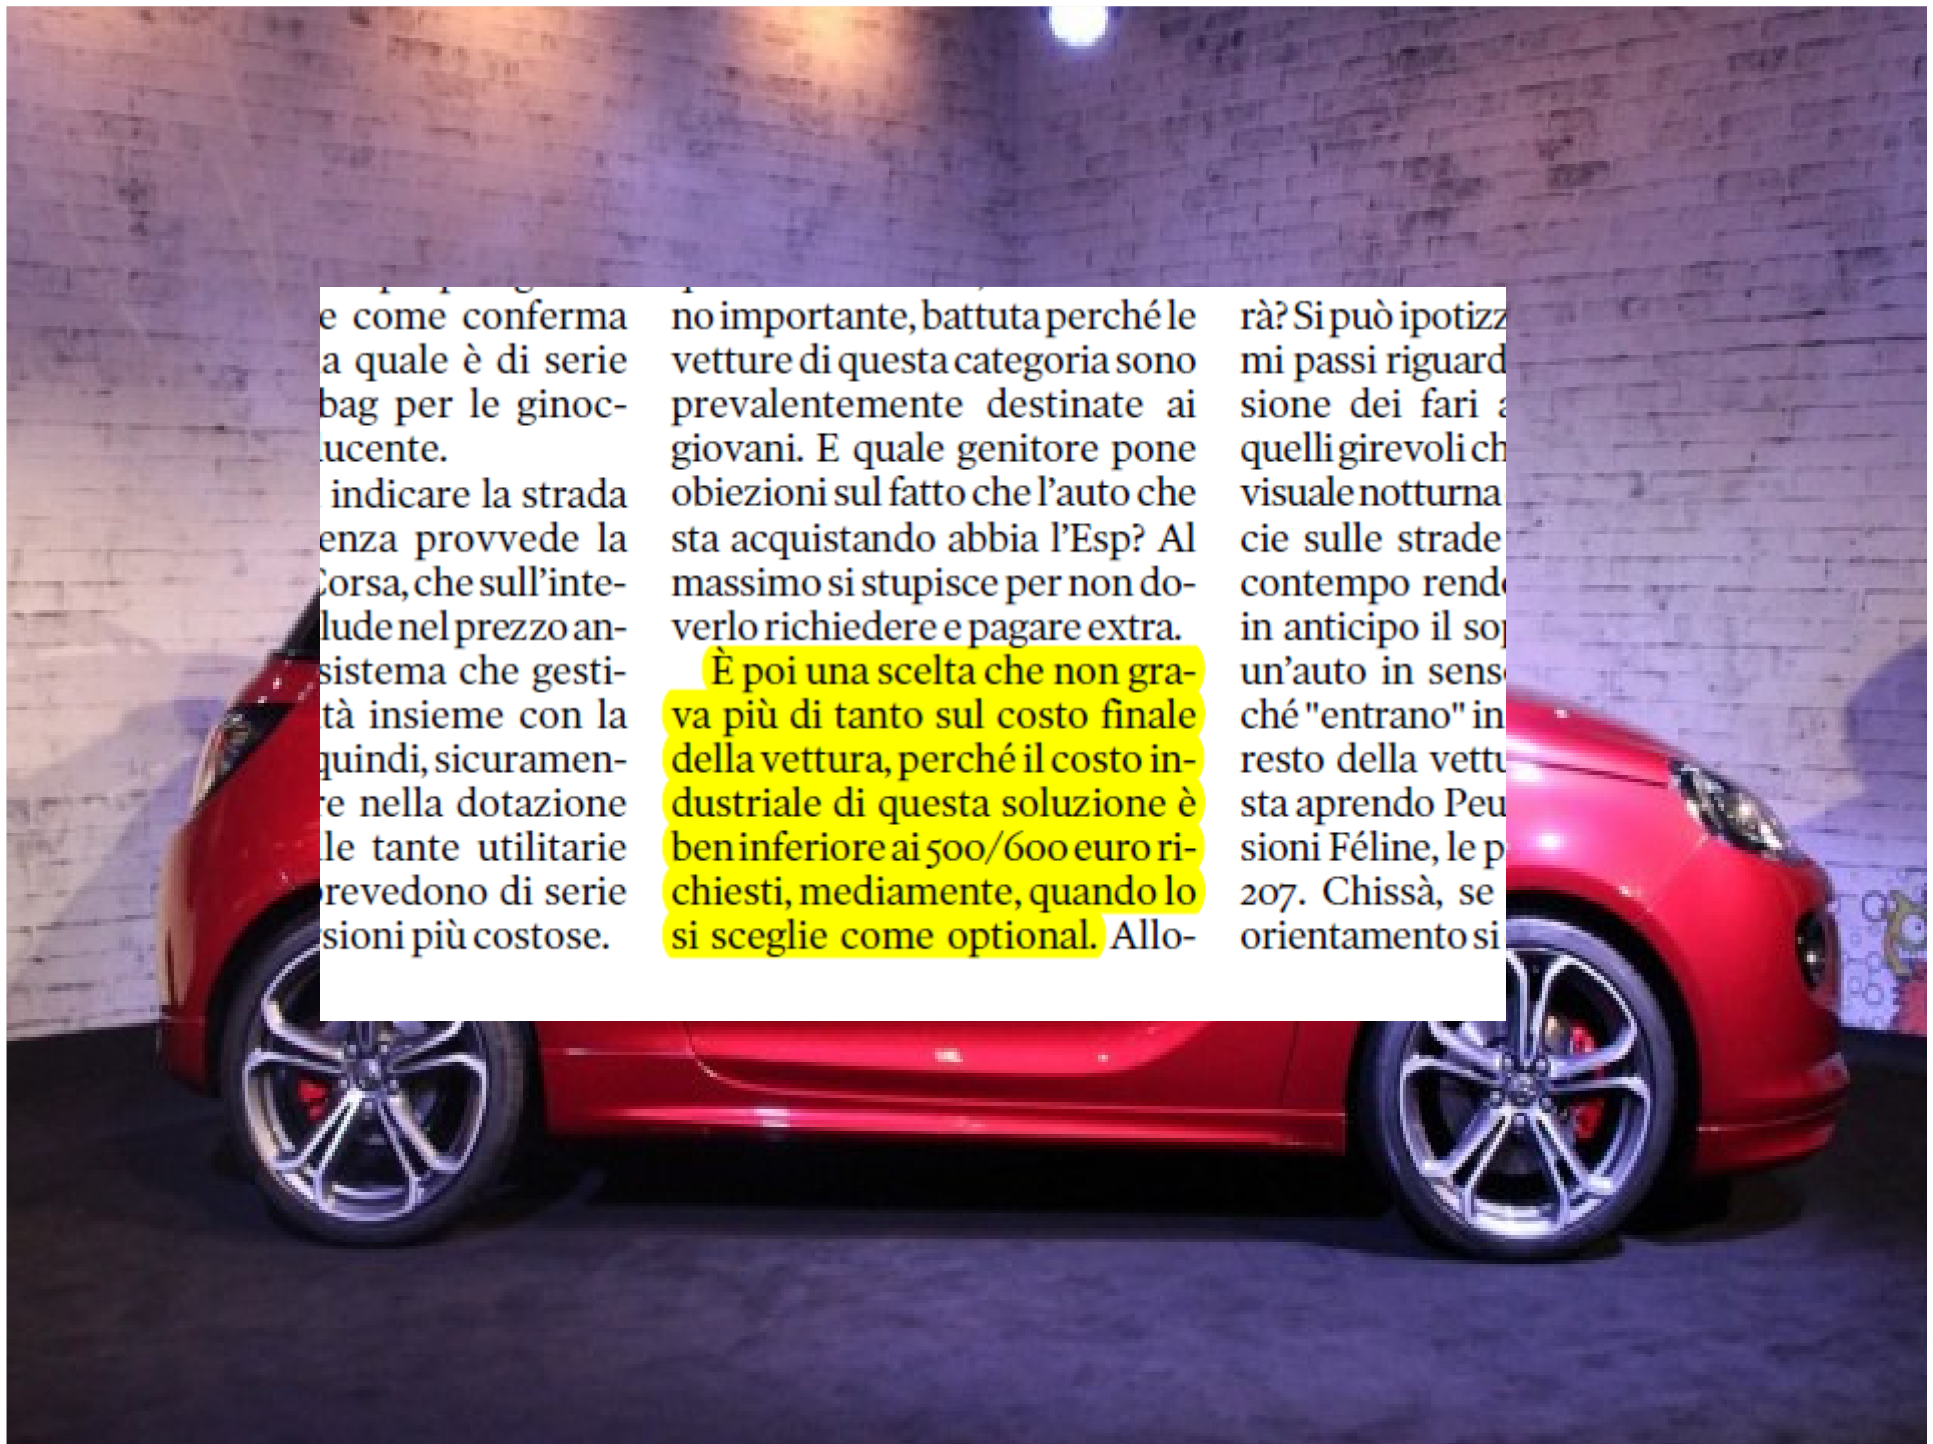 e come conferma
a quale è di serie
bag per le ginoc-
ucente.
indicare la strada
enza provvede la
Corsa, che sull'inte-
lude nel prezzo an-
sistema che gesti-
tà insieme con la
quindi, sicuramen-
re nella dotazione
lle tante utilitarie
prevedono di serie
sioni più costose.
no importante, battuta perché le
vetture di questa categoria sono
prevalentemente destinate ai
giovani. E quale genitore pone
obiezioni sul fatto che l'auto che
sta acquistando abbia l'Esp? Al
massimo si stupisce per non do-
verlo richiedere e pagare extra.
È poi una scelta che non gra-
va più di tanto sul costo finale
della vettura, perché il costo in-
dustriale di questa soluzione è
ben inferiore ai 500/600 euro ri-
chiesti, mediamente, quando lo
si sceglie come optional. Allo-
rà? Si può ipotizz
mi passi riguard
sione dei fari a
quelli girevoli ch
visuale notturna
cie sulle strade
contempo rende
in anticipo il sop
un'auto in sens
ché "entrano" in
resto della vettu
sta aprendo Peu
sioni Féline, le p
207. Chissà, se
orientamento si